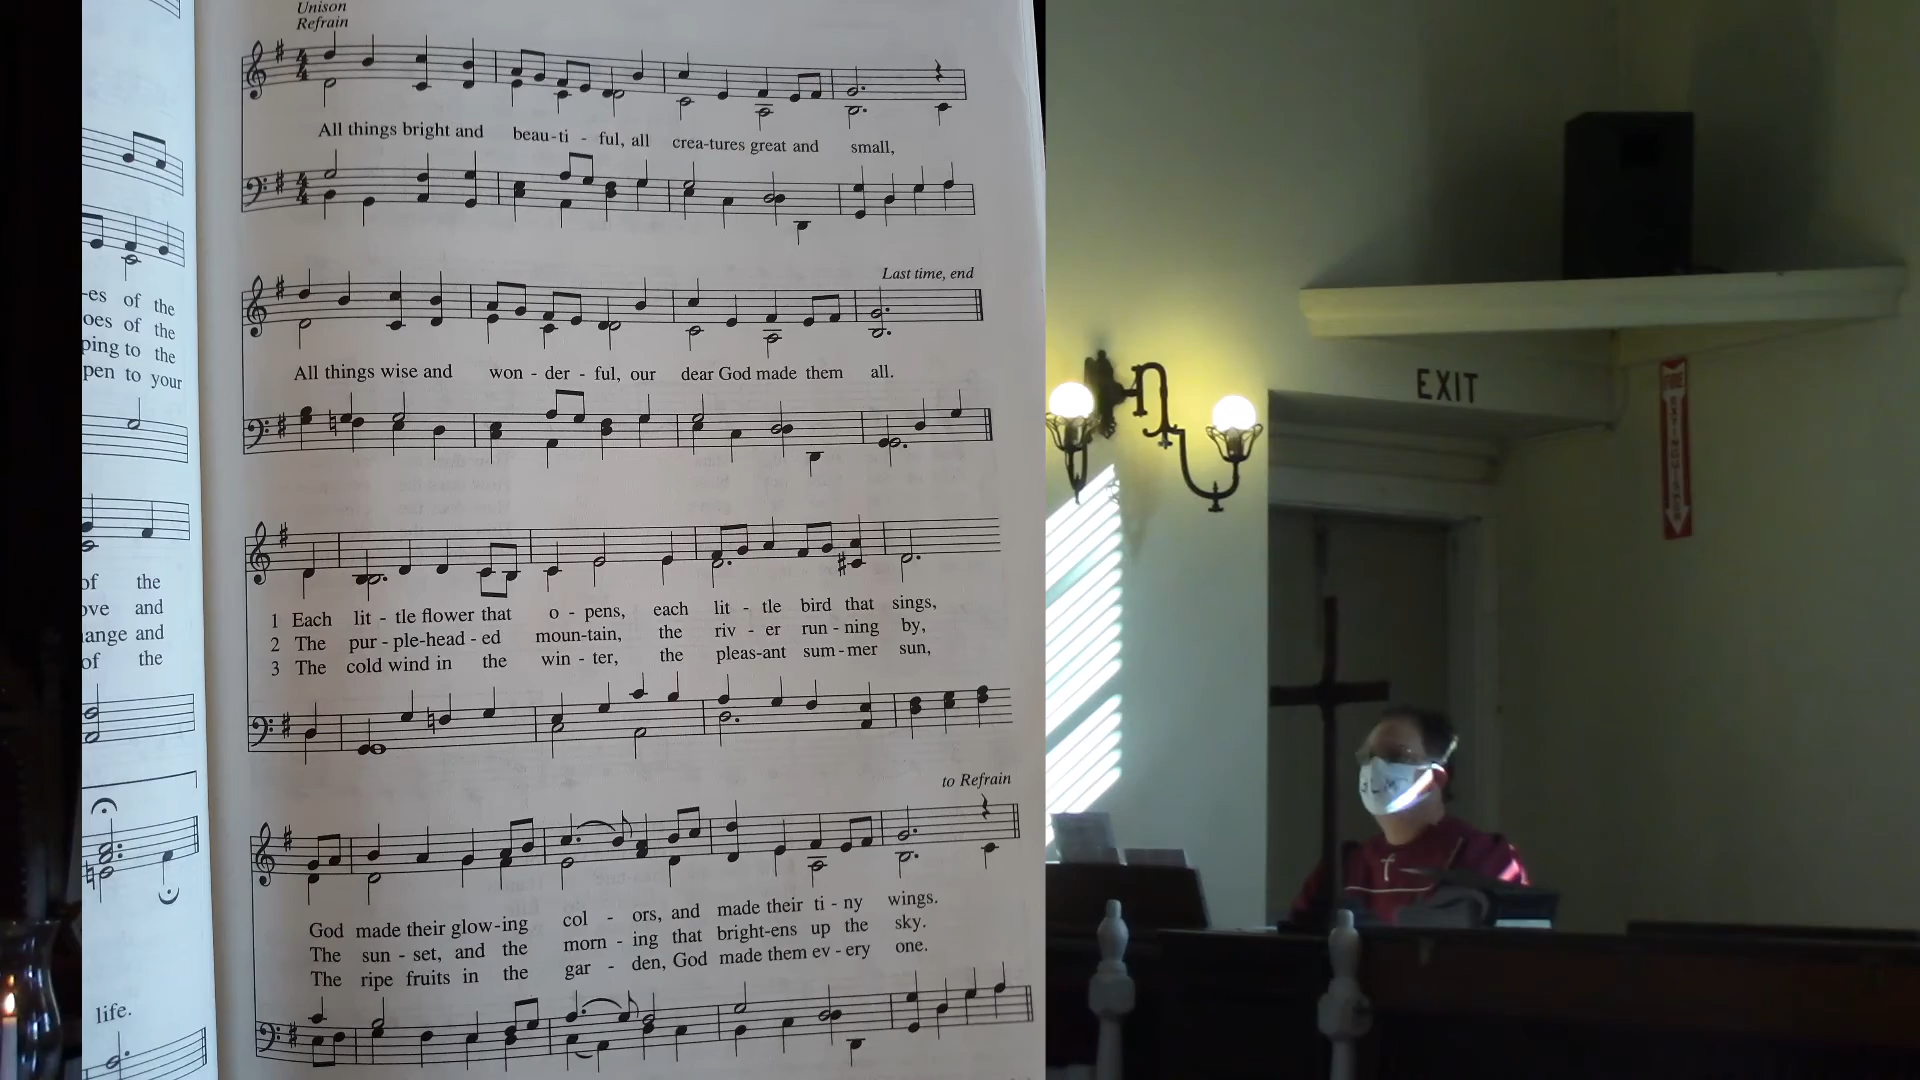 -es of the
oes of the
ping to the
pen to your
of the
ove and
ange and
of the
life.
Unison
Refrain
All things bright and beau-ti - ful, all crea-tures great and small,
Last time, end
All things wise and won - der - ful, our dear God made them all.
1 Each lit - tle flower that o - pens, each lit - tle bird that sings,
2 The pur - ple-head - ed moun-tain, the riv - er run - ning by,
3 The cold wind in the win - ter, the pleas-ant sum - mer sun,
to Refrain
God made their glow-ing col - ors, and made their ti - ny wings.
The sun - set, and the morn - ing that bright-ens up the sky.
The ripe fruits in the gar - den, God made them ev - ery one.
EXIT
FIRE
EXTINGUISHER